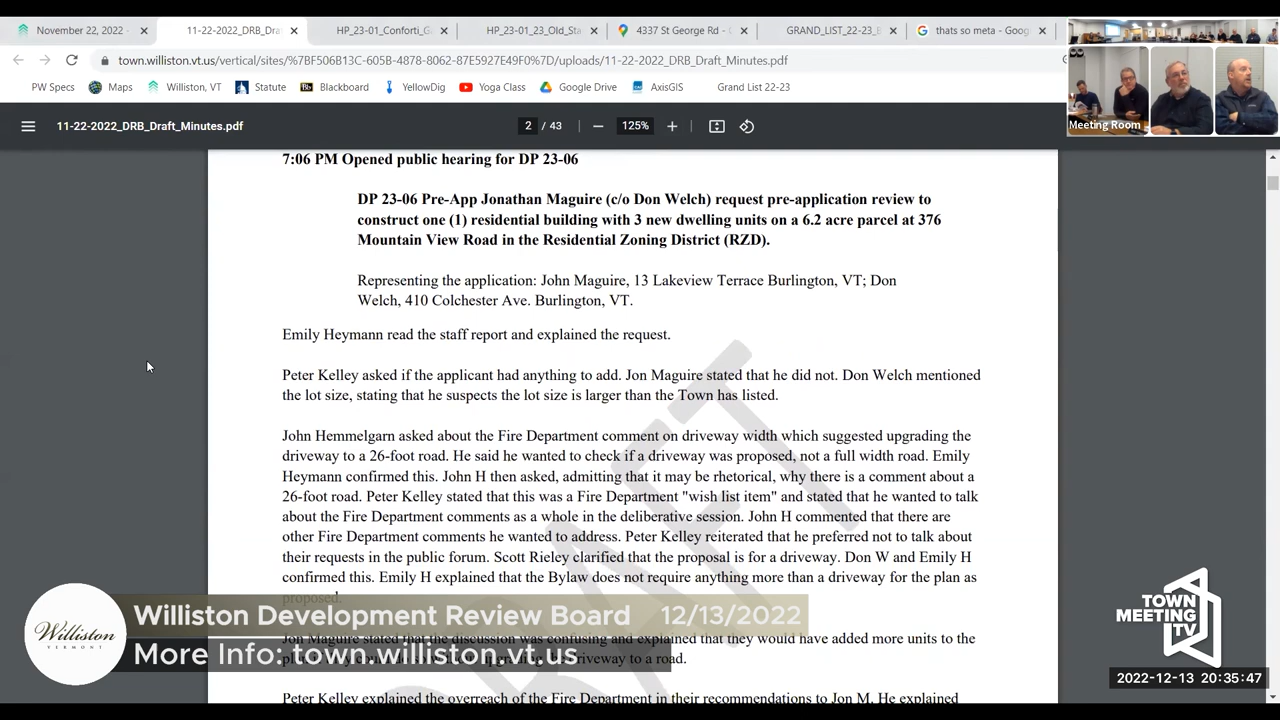 November 22, 2022 -
11-22-2022_DRB_Dra
HP_23-01_Conforti_G
HP_23-01_23_Old_Sta
4337 St George Rd -
GRAND_LIST_22-23_E
thats so meta - Goog
town.williston.vt.us/vertical/sites/%7BF506B13C-6093-4878-8062-87E5927E49F0%7D/uploads/11-22-2022_DRB_Draft_Minutes.pdf
PW Specs Maps Williston, VT Statute Blackboard YellowDig Yoga Class Google Drive AxisGIS Grand List 22-23
Meeting Room
11-22-2022_DRB_Draft_Minutes.pdf 2 / 43 125%
7:06 PM Opened public hearing for DP 23-06
DP 23-06 Pre-App Jonathan Maguire (c/o Don Welch) request pre-application review to
construct one (1) residential building with 3 new dwelling units on a 6.2 acre parcel at 376
Mountain View Road in the Residential Zoning District (RZD).
Representing the application: John Maguire, 13 Lakeview Terrace Burlington, VT; Don
Welch, 410 Colchester Ave. Burlington, VT.
Emily Heymann read the staff report and explained the request.
Peter Kelley asked if the applicant had anything to add. Jon Maguire stated that he did not. Don Welch mentioned
the lot size, stating that he suspects the lot size is larger than the Town has listed.
John Hemmelgarn asked about the Fire Department comment on driveway width which suggested upgrading the
driveway to a 26-foot road. He said he wanted to check if a driveway was proposed, not a full width road. Emily
Heymann confirmed this. John H then asked, admitting that it may be rhetorical, why there is a comment about a
26-foot road. Peter Kelley stated that this was a Fire Department "wish list item" and stated that he wanted to talk
about the Fire Department comments as a whole in the deliberative session. John H commented that there are
other Fire Department comments he wanted to address. Peter Kelley reiterated that he preferred not to talk about
their requests in the public forum. Scott Rieley clarified that the proposal is for a driveway. Don W and Emily H
confirmed this. Emily H explained that the Bylaw does not require anything more than a driveway for the plan as
proposed.
Jon Maguire stated that the discussion was confusing and explained that they would have added more units to the
driveway to a road.
Peter Kelley explained the overreach of the Fire Department in their recommendations to Jon M. He explained
DRAFT
Williston
VERMONT
Williston Development Review Board 12/13/2022
More Info: town.williston.vt.us
TOWN
MEETING
TV
2022-12-13 20:35:47